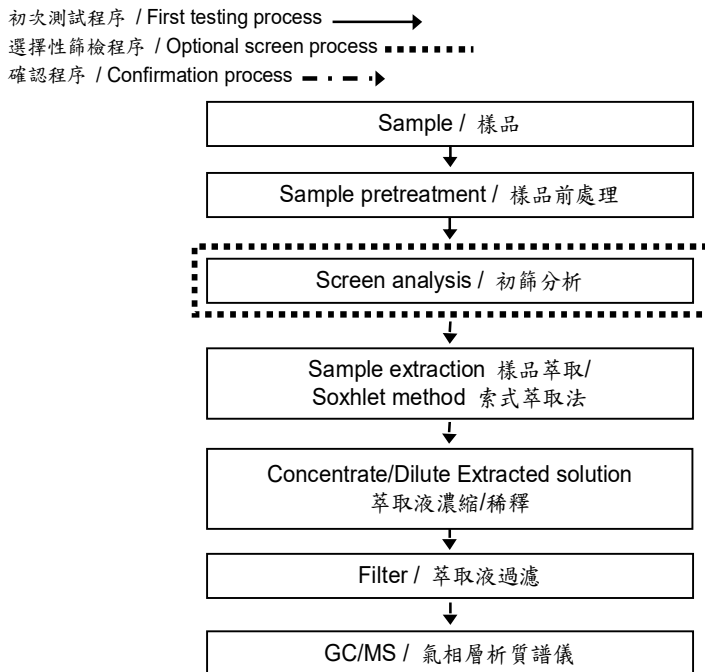 初次測試程序 / First testing process
選擇性篩檢程序 / Optional screen process
確認程序 / Confirmation process
Sample / 樣品
Sample pretreatment / 樣品前處理
Screen analysis / 初篩分析
Sample extraction 樣品萃取/
Soxhlet method 索式萃取法
Concentrate/Dilute Extracted solution
萃取液濃縮/稀釋
Filter / 萃取液過濾
GC/MS / 氣相層析質譜儀